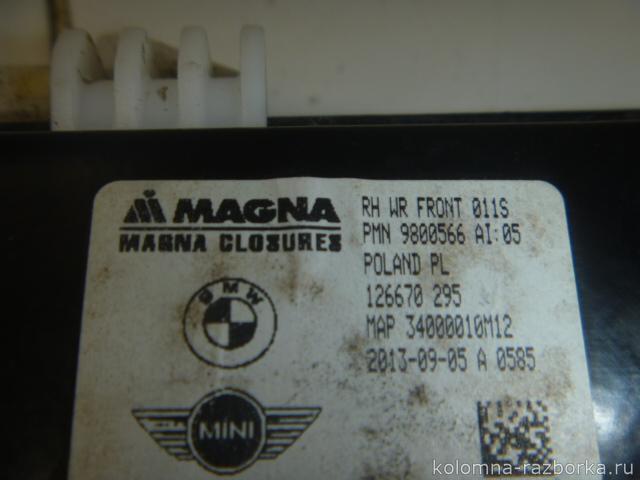 MAGNA
MAGNA CLOSURES
BMW
MINI
RH WR FRONT 011S
PMN 9800566 AI:05
POLAND PL
126670 295
MAP 34000010M12
2013-09-05 A 0585
kolomna-razborka.ru